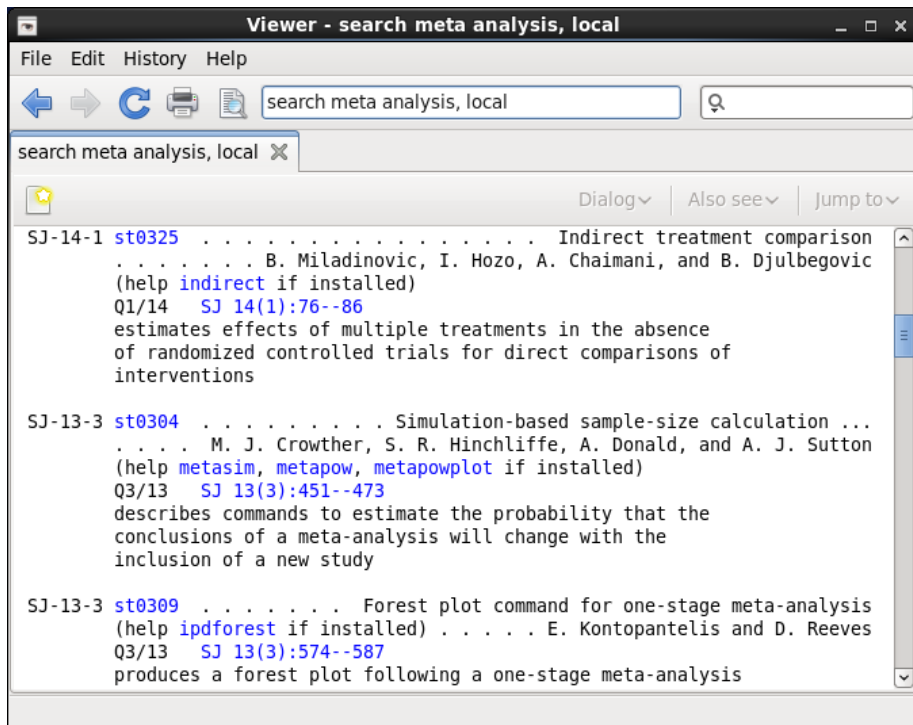 Viewer - search meta analysis, local
File Edit History Help
search meta analysis, local
search meta analysis, local
Dialog Also see Jump to
SJ-14-1 st0325 . . . . . . . . . . . . . . . . Indirect treatment comparison
. . . . . . . B. Miladinovic, I. Hozo, A. Chaimani, and B. Djulbegovic
(help indirect if installed)
Q1/14 SJ 14(1):76--86
estimates effects of multiple treatments in the absence
of randomized controlled trials for direct comparisons of
interventions
SJ-13-3 st0304 . . . . . . . . . Simulation-based sample-size calculation ...
. . . . M. J. Crowther, S. R. Hinchliffe, A. Donald, and A. J. Sutton
(help metasim, metapow, metapowplot if installed)
Q3/13 SJ 13(3):451--473
describes commands to estimate the probability that the
conclusions of a meta-analysis will change with the
inclusion of a new study
SJ-13-3 st0309 . . . . . . . Forest plot command for one-stage meta-analysis
(help ipdforest if installed) . . . . . E. Kontopantelis and D. Reeves
Q3/13 SJ 13(3):574--587
produces a forest plot following a one-stage meta-analysis